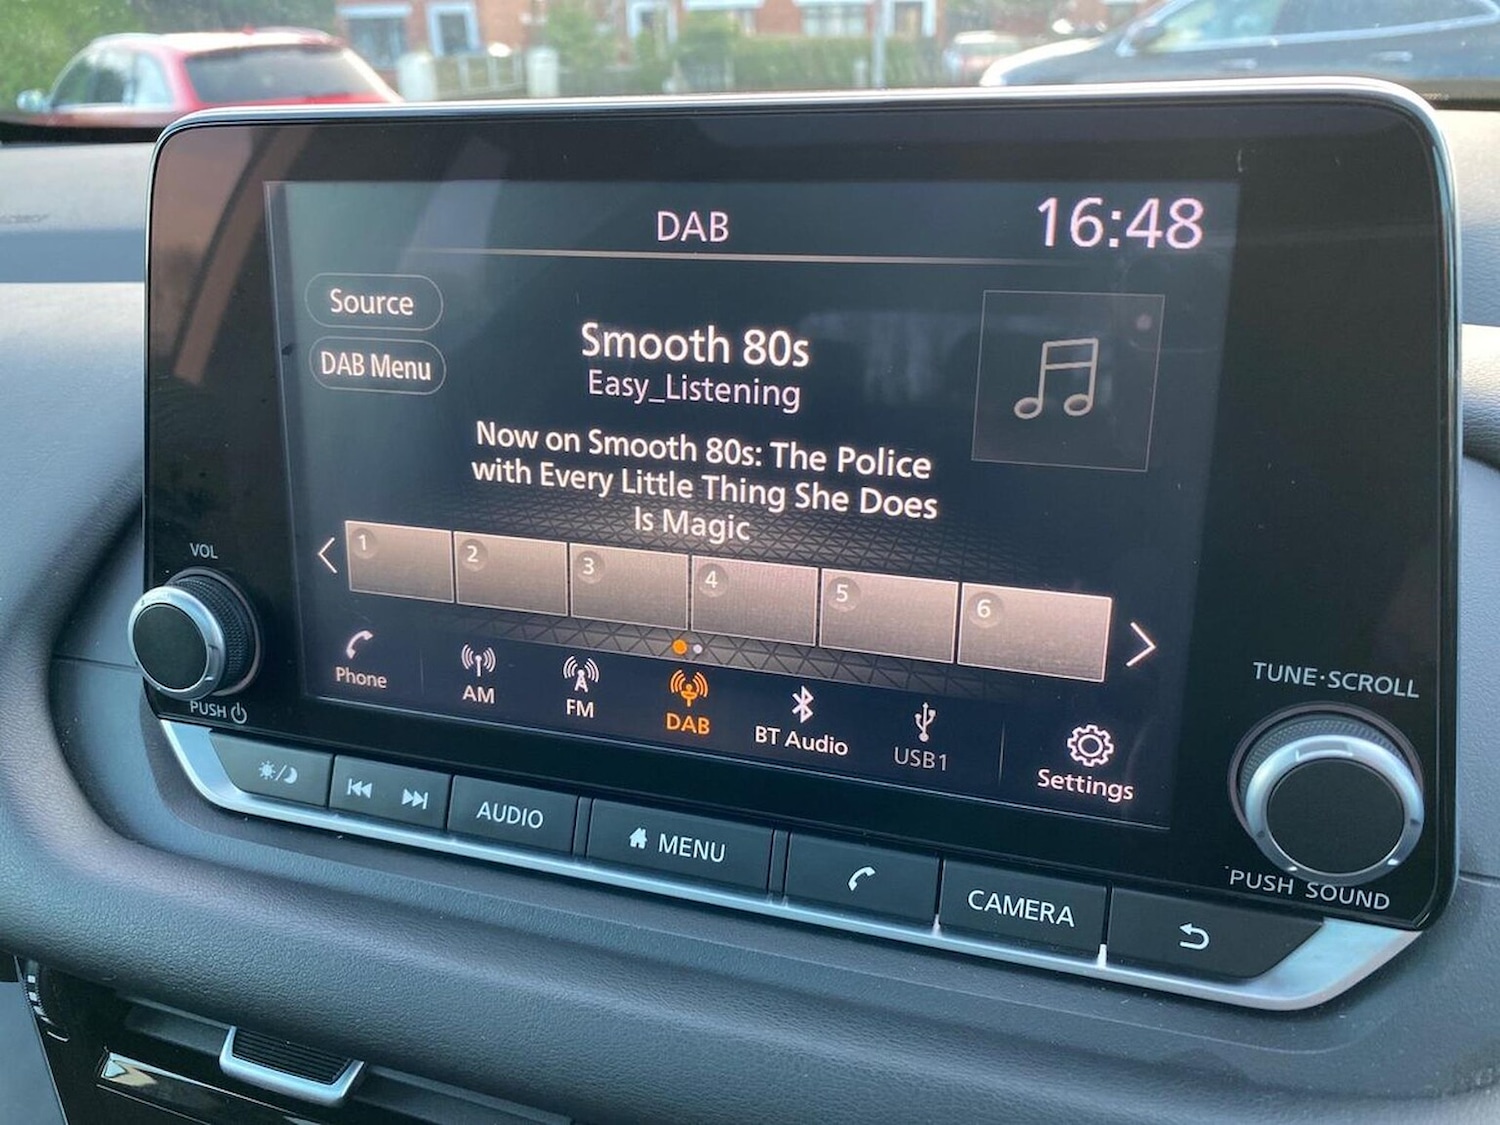 DAB
16:48
Source
DAB Menu
Smooth 80s
Easy_Listening
Now on Smooth 80s: The Police
with Every Little Thing She Does
Is Magic
1
2
3
4
5
6
Phone
AM
FM
DAB
BT Audio
USB1
Settings
VOL
PUSH
TUNE·SCROLL
PUSH SOUND
AUDIO
MENU
CAMERA